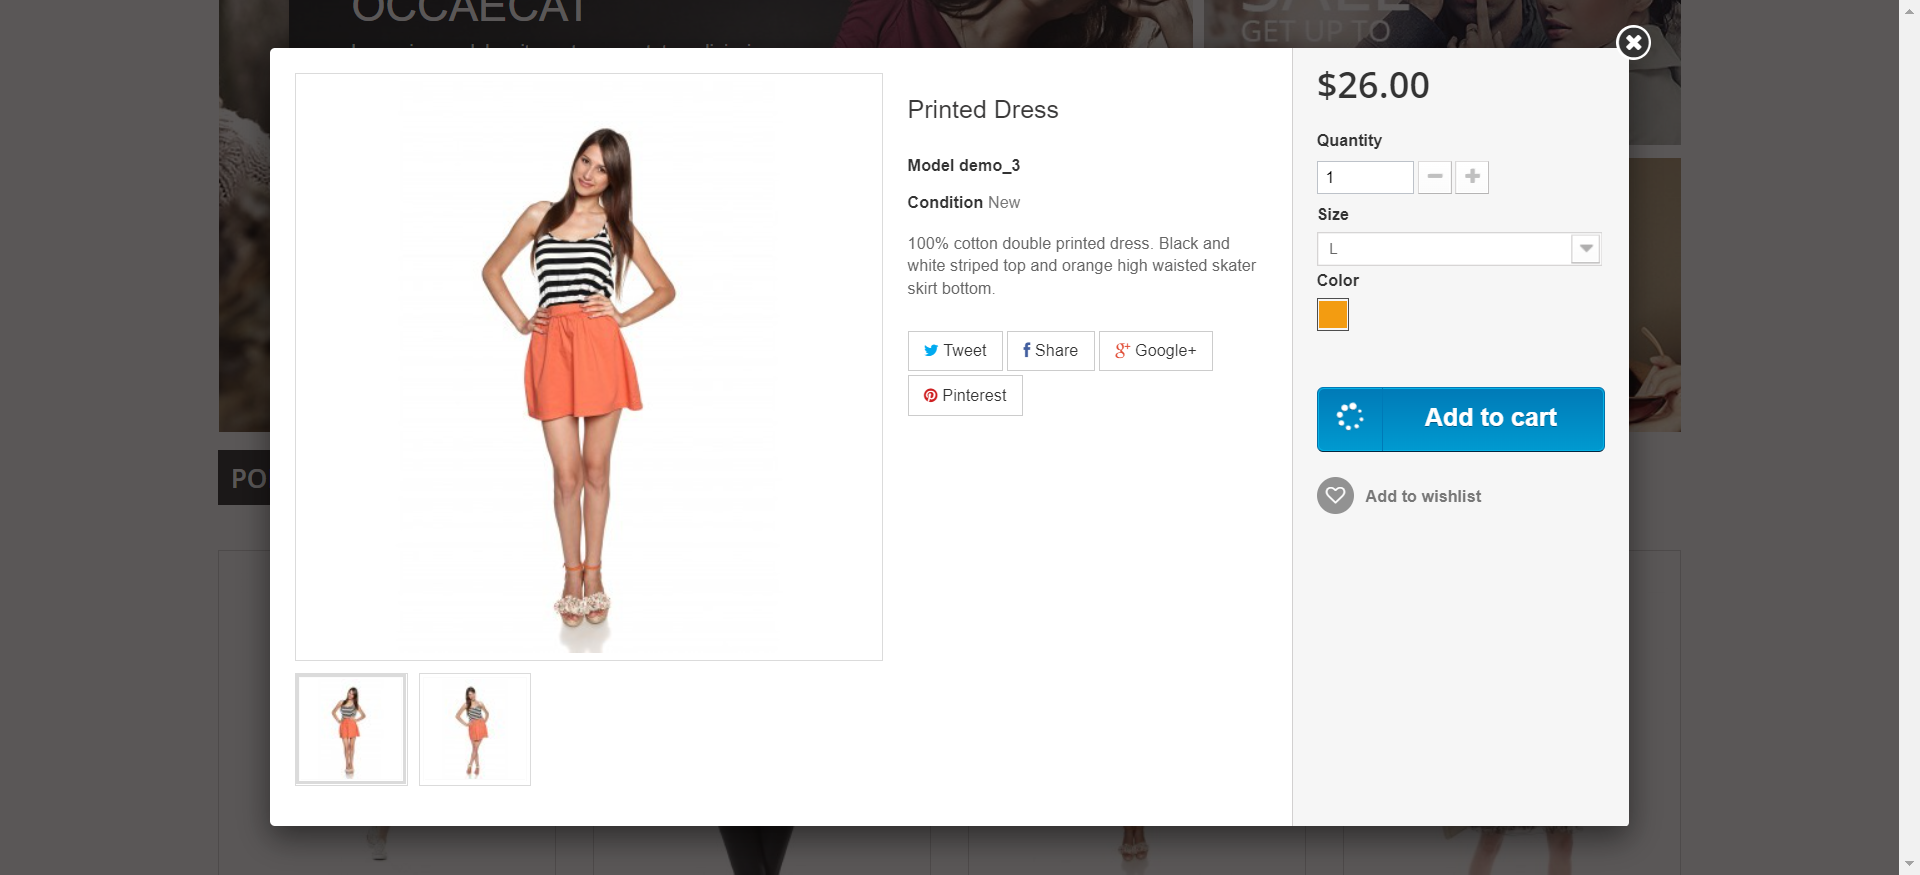 OCCAECAT
SALE
GET UP TO
$26.00
Printed Dress
Quantity
Model demo_3
1
Condition New
Size
100% cotton double printed dress. Black and
white striped top and orange high waisted skater
skirt bottom.
L
Color
Tweet
Share
Google+
Pinterest
Add to cart
PO
Add to wishlist